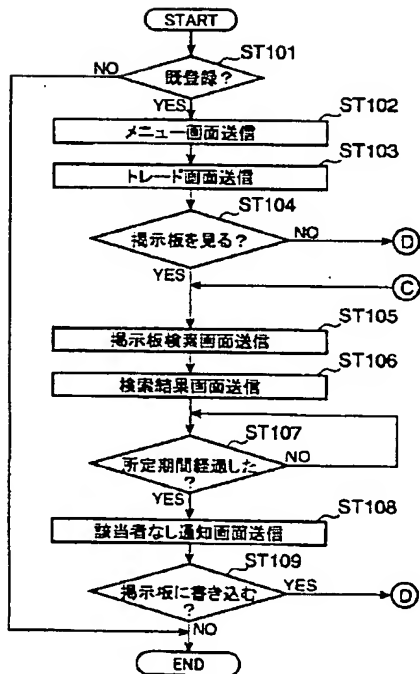 START
ST101
NO
既登録？
YES
ST102
メニュー画面送信
ST103
トレード画面送信
ST104
掲示板を見る？
NO
D
YES
C
ST105
掲示板検索画面送信
ST106
検索結果画面送信
ST107
所定期間経過した
？
NO
YES
ST108
該当者なし通知画面送信
ST109
掲示板に書き込む
？
YES
D
NO
END